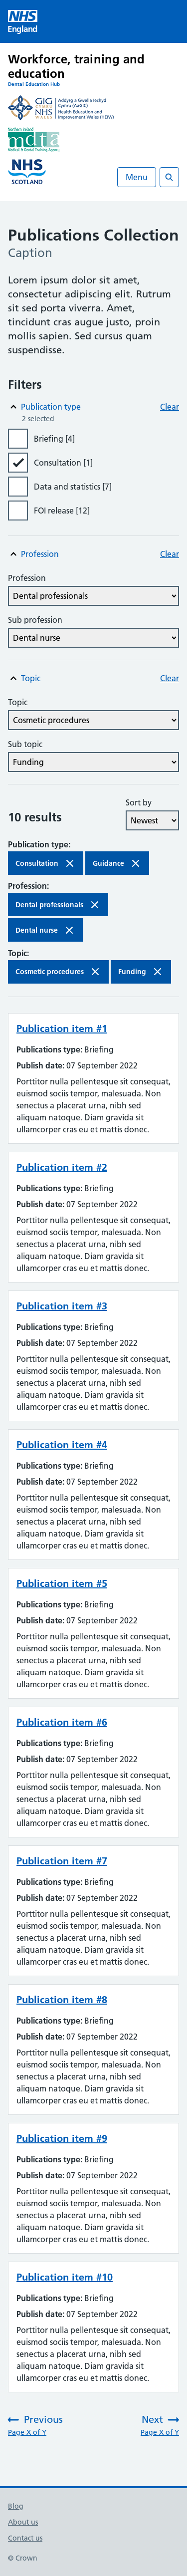 NHS
England
Workforce, training and
education
Dental Education Hub
GIG
CYMRU
NHS
WALES
Addysg a Gwella Iechyd
Cymru (AaGIC)
Health Education and
Improvement Wales (HEIW)
Northern Ireland
mdta
Medical & Dental Training Agency
NHS
SCOTLAND
Menu
Publications Collection
Caption
Lorem ipsum dolor sit amet,
consectetur adipiscing elit. Rutrum
sit sed porta viverra. Amet,
tincidunt cras augue justo, proin
mollis sapien. Sed cursus quam
suspendisse.
Filters
Publication type Clear
2 selected
Briefing [4]
Consultation [1]
Data and statistics [7]
FOI release [12]
Profession Clear
Profession
Dental professionals
Sub profession
Dental nurse
Topic Clear
Topic
Cosmetic procedures
Sub topic
Funding
10 results
Sort by
Newest
Publication type:
Consultation Guidance
Profession:
Dental professionals
Dental nurse
Topic:
Cosmetic procedures Funding
Publication item #1
Publications type: Briefing
Publish date: 07 September 2022
Porttitor nulla pellentesque sit consequat,
euismod sociis tempor, malesuada. Non
senectus a placerat urna, nibh sed
aliquam natoque. Diam gravida sit
ullamcorper cras eu et mattis donec.
Publication item #2
Publications type: Briefing
Publish date: 07 September 2022
Porttitor nulla pellentesque sit consequat,
euismod sociis tempor, malesuada. Non
senectus a placerat urna, nibh sed
aliquam natoque. Diam gravida sit
ullamcorper cras eu et mattis donec.
Publication item #3
Publications type: Briefing
Publish date: 07 September 2022
Porttitor nulla pellentesque sit consequat,
euismod sociis tempor, malesuada. Non
senectus a placerat urna, nibh sed
aliquam natoque. Diam gravida sit
ullamcorper cras eu et mattis donec.
Publication item #4
Publications type: Briefing
Publish date: 07 September 2022
Porttitor nulla pellentesque sit consequat,
euismod sociis tempor, malesuada. Non
senectus a placerat urna, nibh sed
aliquam natoque. Diam gravida sit
ullamcorper cras eu et mattis donec.
Publication item #5
Publications type: Briefing
Publish date: 07 September 2022
Porttitor nulla pellentesque sit consequat,
euismod sociis tempor, malesuada. Non
senectus a placerat urna, nibh sed
aliquam natoque. Diam gravida sit
ullamcorper cras eu et mattis donec.
Publication item #6
Publications type: Briefing
Publish date: 07 September 2022
Porttitor nulla pellentesque sit consequat,
euismod sociis tempor, malesuada. Non
senectus a placerat urna, nibh sed
aliquam natoque. Diam gravida sit
ullamcorper cras eu et mattis donec.
Publication item #7
Publications type: Briefing
Publish date: 07 September 2022
Porttitor nulla pellentesque sit consequat,
euismod sociis tempor, malesuada. Non
senectus a placerat urna, nibh sed
aliquam natoque. Diam gravida sit
ullamcorper cras eu et mattis donec.
Publication item #8
Publications type: Briefing
Publish date: 07 September 2022
Porttitor nulla pellentesque sit consequat,
euismod sociis tempor, malesuada. Non
senectus a placerat urna, nibh sed
aliquam natoque. Diam gravida sit
ullamcorper cras eu et mattis donec.
Publication item #9
Publications type: Briefing
Publish date: 07 September 2022
Porttitor nulla pellentesque sit consequat,
euismod sociis tempor, malesuada. Non
senectus a placerat urna, nibh sed
aliquam natoque. Diam gravida sit
ullamcorper cras eu et mattis donec.
Publication item #10
Publications type: Briefing
Publish date: 07 September 2022
Porttitor nulla pellentesque sit consequat,
euismod sociis tempor, malesuada. Non
senectus a placerat urna, nibh sed
aliquam natoque. Diam gravida sit
ullamcorper cras eu et mattis donec.
Previous Next
Page X of Y Page X of Y
Blog
About us
Contact us
© Crown